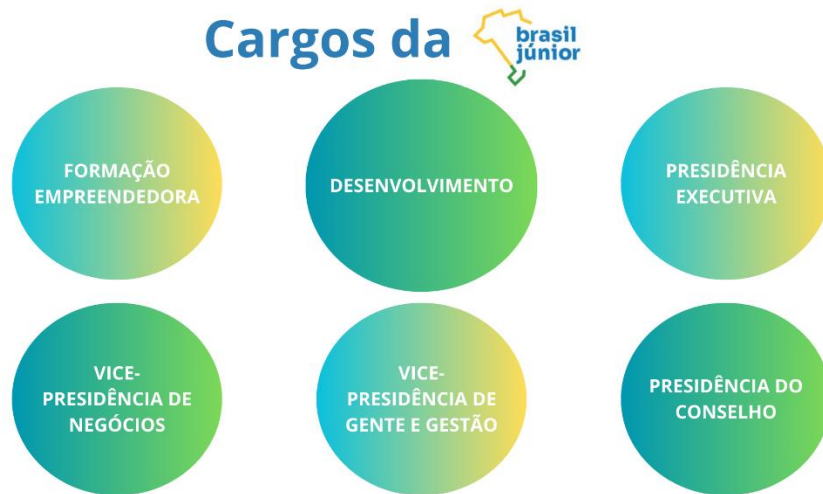 Cargos da
brasil
júnior
FORMAÇÃO
EMPREENDEDORA
DESENVOLVIMENTO
PRESIDÊNCIA
EXECUTIVA
VICE-
PRESIDÊNCIA DE
NEGÓCIOS
VICE-
PRESIDÊNCIA DE
GENTE E GESTÃO
PRESIDÊNCIA DO
CONSELHO